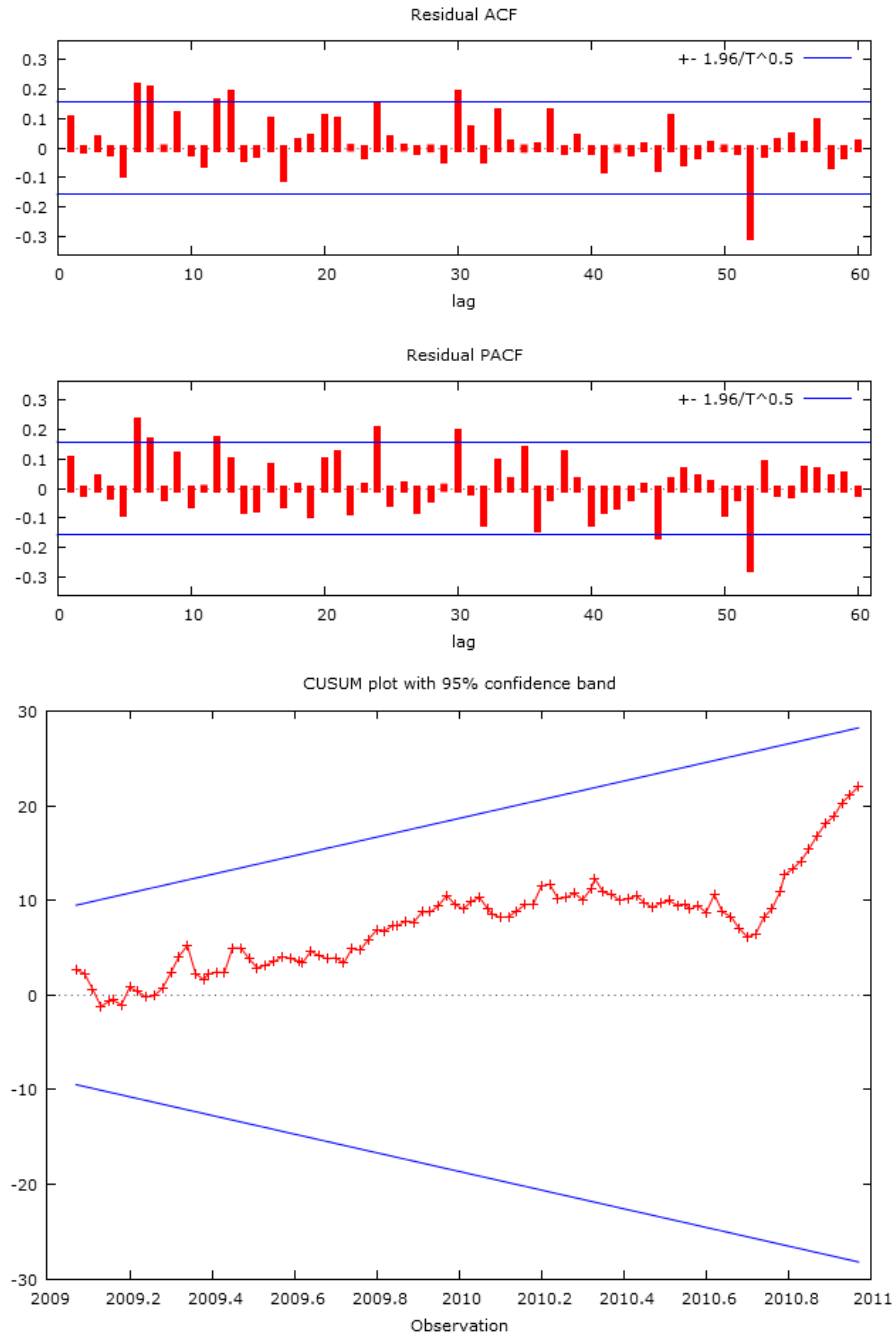 Residual ACF
+- 1.96/T^0.5
0.3
0.2
0.1
0
-0.1
-0.2
-0.3
0 10 20 30 40 50 60
lag
Residual PACF
+- 1.96/T^0.5
0.3
0.2
0.1
0
-0.1
-0.2
-0.3
0 10 20 30 40 50 60
lag
CUSUM plot with 95% confidence band
30
20
10
0
-10
-20
-30
2009 2009.2 2009.4 2009.6 2009.8 2010 2010.2 2010.4 2010.6 2010.8 2011
Observation